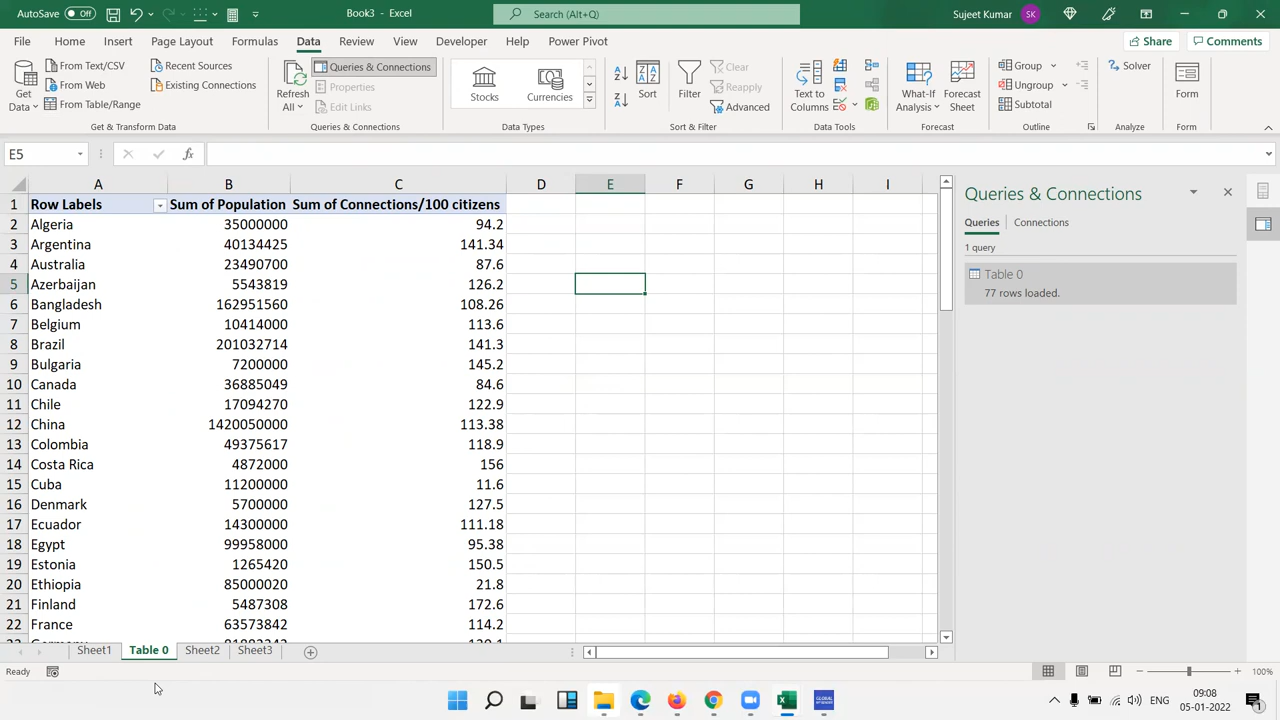 AutoSave Off
Book3 - Excel
Search (Alt+Q)
Sujeet Kumar SK
File Home Insert Page Layout Formulas Data Review View Developer Help Power Pivot
Share Comments
Get Data
From Text/CSV
From Web
From Table/Range
Recent Sources
Existing Connections
Get & Transform Data
Refresh All
Queries & Connections
Properties
Edit Links
Queries & Connections
Stocks Currencies
Data Types
Sort
Filter
Clear
Reapply
Advanced
Sort & Filter
Text to Columns
Data Tools
What-If Analysis
Forecast Sheet
Forecast
Group
Ungroup
Subtotal
Outline
Solver
Analyze
Form
Form
E5 fx
A B C D E F G H I
1 Row Labels Sum of Population Sum of Connections/100 citizens
2 Algeria 35000000 94.2
3 Argentina 40134425 141.34
4 Australia 23490700 87.6
5 Azerbaijan 5543819 126.2
6 Bangladesh 162951560 108.26
7 Belgium 10414000 113.6
8 Brazil 201032714 141.3
9 Bulgaria 7200000 145.2
10 Canada 36885049 84.6
11 Chile 17094270 122.9
12 China 1420050000 113.38
13 Colombia 49375617 118.9
14 Costa Rica 4872000 156
15 Cuba 11200000 11.6
16 Denmark 5700000 127.5
17 Ecuador 14300000 111.18
18 Egypt 99958000 95.38
19 Estonia 1265420 150.5
20 Ethiopia 85000020 21.8
21 Finland 5487308 172.6
22 France 63573842 114.2
Queries & Connections
Queries Connections
1 query
Table 0
77 rows loaded.
Sheet1 Table 0 Sheet2 Sheet3
Ready
100%
GLOBAL
ENG
09:08
05-01-2022
1